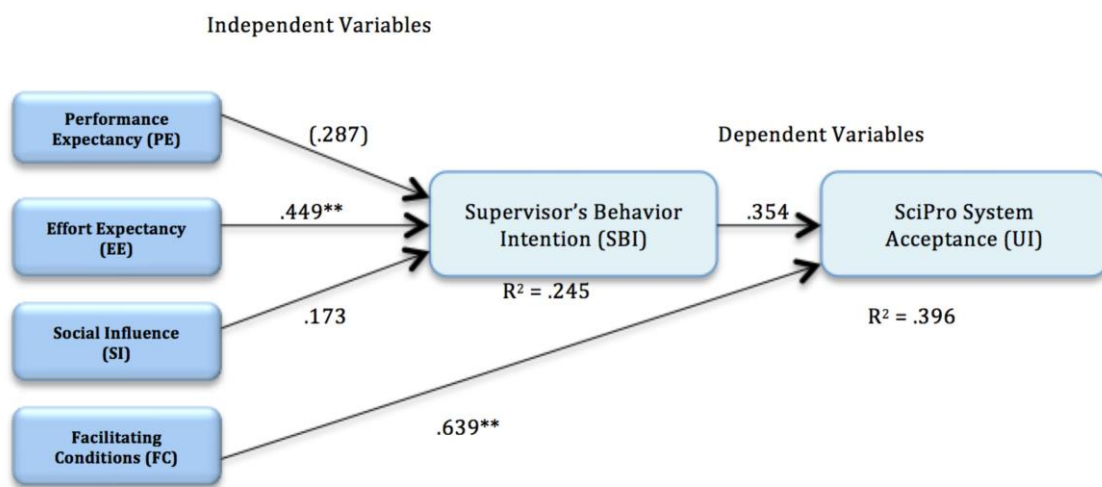 Independent Variables
Performance
Expectancy (PE)
(.287)
Dependent Variables
Effort Expectancy
(EE)
.449**
Supervisor's Behavior
Intention (SBI)
.354
SciPro System
Acceptance (UI)
R² = .245
R² = .396
Social Influence
(SI)
.173
Facilitating
Conditions (FC)
.639**